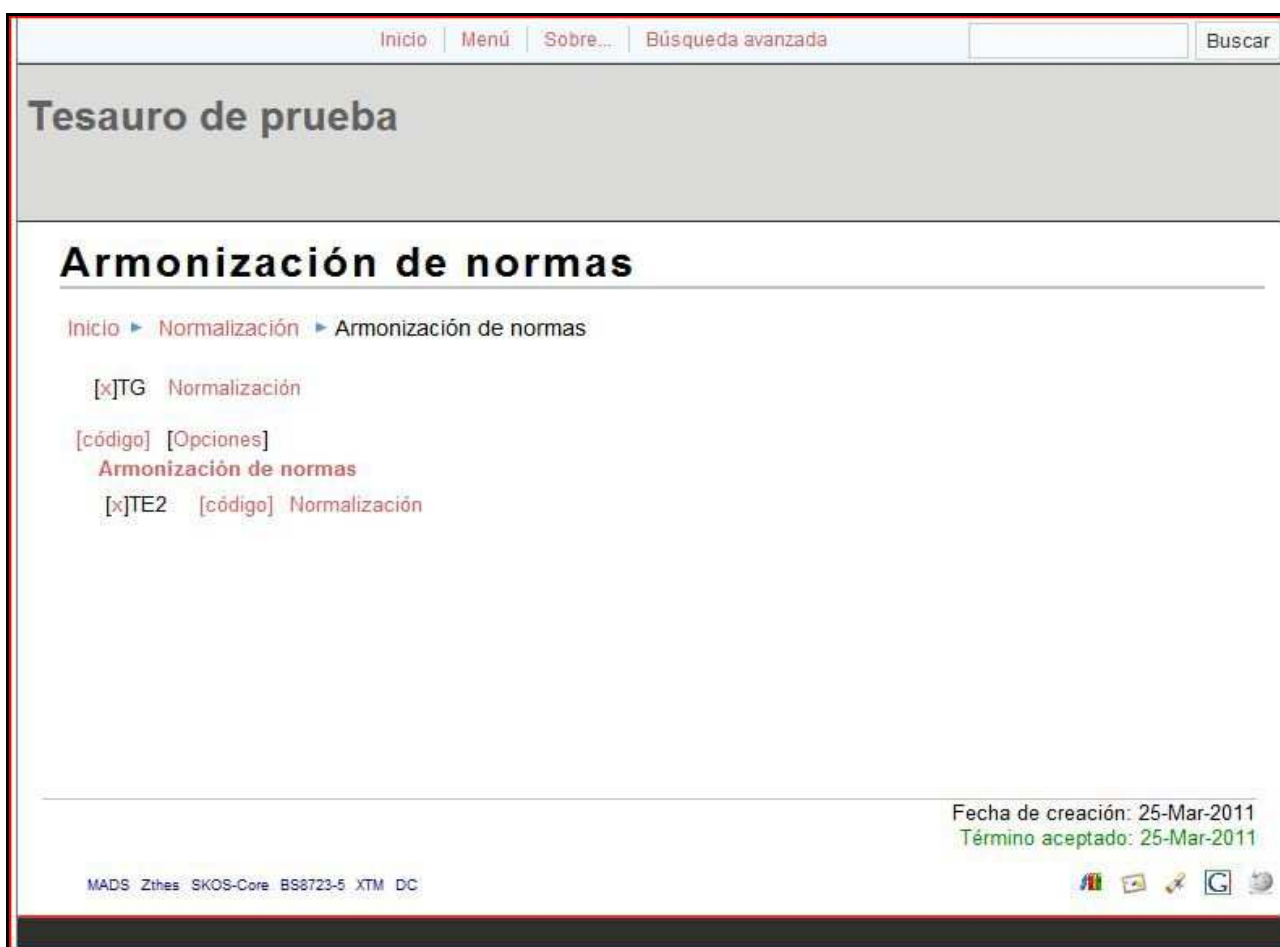 Inicio Menú Sobre... Búsqueda avanzada Buscar
Tesauro de prueba
Armonización de normas
Inicio ► Normalización ► Armonización de normas
[x]TG Normalización
[código] [Opciones]
Armonización de normas
[x]TE2 [código] Normalización
Fecha de creación: 25-Mar-2011
Término aceptado: 25-Mar-2011
MADS Zthes SKOS-Core BS8723-5 XTM DC G